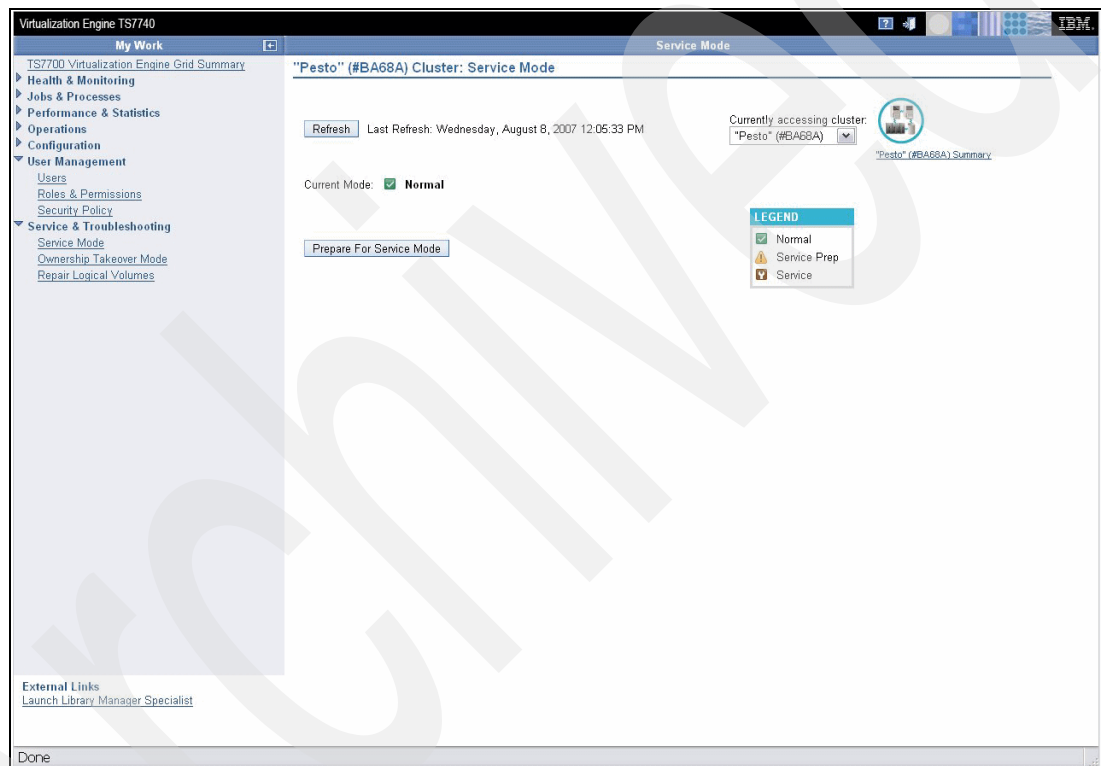 Virtualization Engine TS7740
?
IBM.
My Work
Service Mode
TS7700 Virtualization Engine Grid Summary
Health & Monitoring
Jobs & Processes
Performance & Statistics
Operations
Configuration
User Management
Users
Roles & Permissions
Security Policy
Service & Troubleshooting
Service Mode
Ownership Takeover Mode
Repair Logical Volumes
External Links
Launch Library Manager Specialist
"Pesto" (#BA68A) Cluster: Service Mode
Refresh Last Refresh: Wednesday, August 8, 2007 12:05:33 PM
Currently accessing cluster:
"Pesto" (#BA68A)
"Pesto" (#BA68A) Summary
Current Mode: Normal
Prepare For Service Mode
LEGEND
Normal
Service Prep
Service
Done
rchived